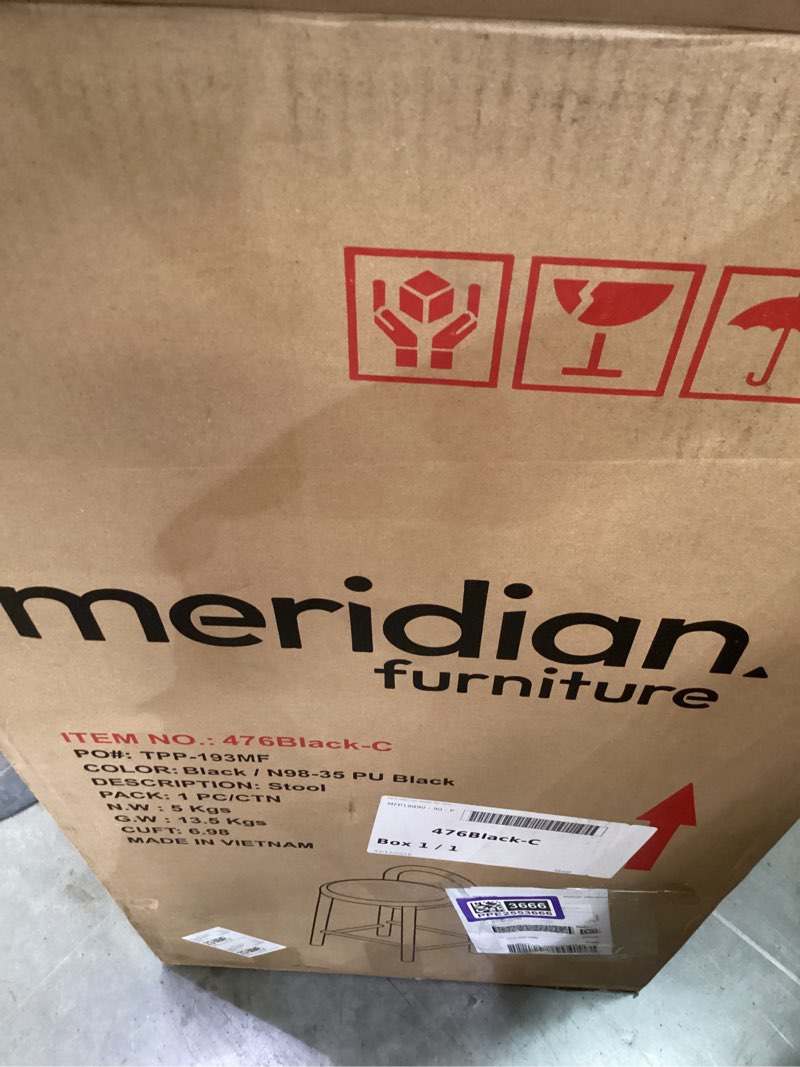 meridian
furniture
ITEM NO.: 476Black-C
PO#: TPP-193MF
COLOR: Black / N98-35 PU Black
DESCRIPTION: Stool
PACK: 1 PC/CTN
N.W : 5 Kgs
G.W : 13.5 Kgs
CUFT: 6.98
MADE IN VIETNAM
476Black-C
Box 1 / 1
3666
PPE2553666